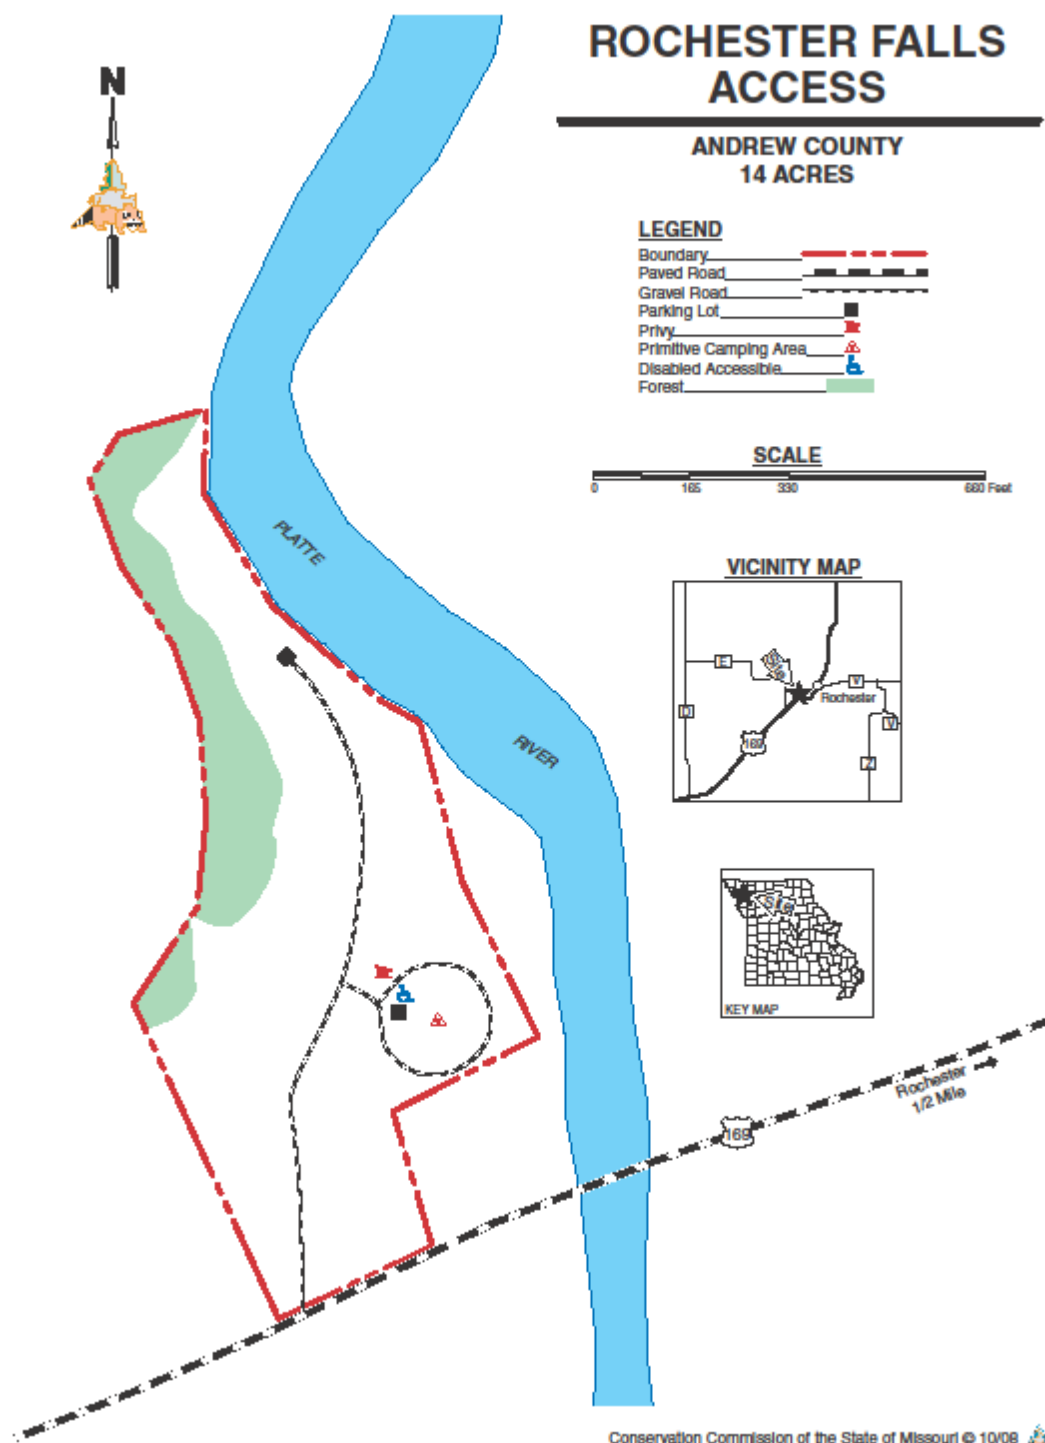 ROCHESTER FALLS
ACCESS
ANDREW COUNTY
14 ACRES
N
LEGEND
Boundary
Paved Road
Gravel Road
Parking Lot
Privy
Primitive Camping Area
Disabled Accessible
Forest
SCALE
0 165 330 660 Feet
PLATTE
RIVER
VICINITY MAP
E
Site
V
Rochester
D
V
169
Z
Site
KEY MAP
Rochester
1/2 Mile
169
Conservation Commission of the State of Missouri © 10/08